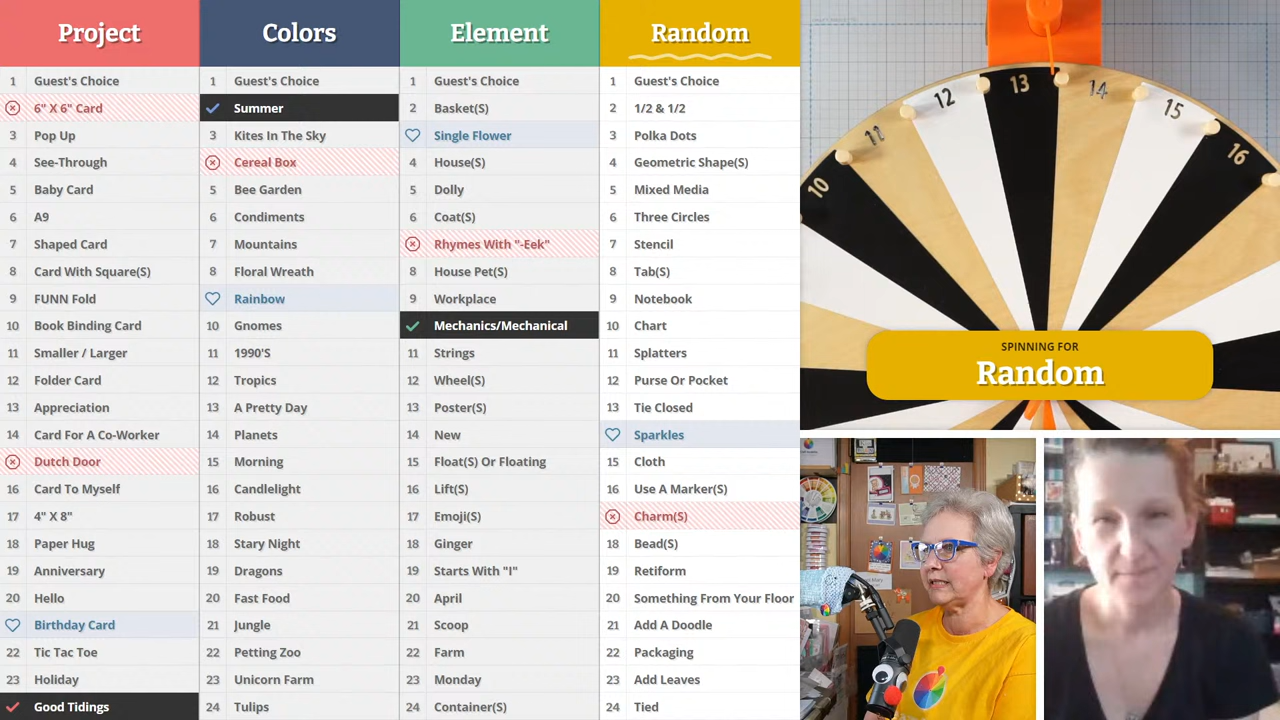 Project
1 Guest's Choice
6" X 6" Card
3 Pop Up
4 See-Through
5 Baby Card
6 A9
7 Shaped Card
8 Card With Square(S)
9 FUNN Fold
10 Book Binding Card
11 Smaller / Larger
12 Folder Card
13 Appreciation
14 Card For A Co-Worker
Dutch Door
16 Card To Myself
17 4" X 8"
18 Paper Hug
19 Anniversary
20 Hello
Birthday Card
22 Tic Tac Toe
23 Holiday
Good Tidings
Colors
1 Guest's Choice
Summer
3 Kites In The Sky
Cereal Box
5 Bee Garden
6 Condiments
7 Mountains
8 Floral Wreath
Rainbow
10 Gnomes
11 1990'S
12 Tropics
13 A Pretty Day
14 Planets
15 Morning
16 Candlelight
17 Robust
18 Stary Night
19 Dragons
20 Fast Food
21 Jungle
22 Petting Zoo
23 Unicorn Farm
24 Tulips
Element
1 Guest's Choice
2 Basket(S)
Single Flower
4 House(S)
5 Dolly
6 Coat(S)
Rhymes With "-Eek"
8 House Pet(S)
9 Workplace
Mechanics/Mechanical
11 Strings
12 Wheel(S)
13 Poster(S)
14 New
15 Float(S) Or Floating
16 Lift(S)
17 Emoji(S)
18 Ginger
19 Starts With "I"
20 April
21 Scoop
22 Farm
23 Monday
24 Container(S)
Random
1 Guest's Choice
2 1/2 & 1/2
3 Polka Dots
4 Geometric Shape(S)
5 Mixed Media
6 Three Circles
7 Stencil
8 Tab(S)
9 Notebook
10 Chart
11 Splatters
12 Purse Or Pocket
13 Tie Closed
Sparkles
15 Cloth
16 Use A Marker(S)
Charm(S)
18 Bead(S)
19 Retiform
20 Something From Your Floor
21 Add A Doodle
22 Packaging
23 Add Leaves
24 Tied
10
11
12
13
14
15
16
SPINNING FOR
Random